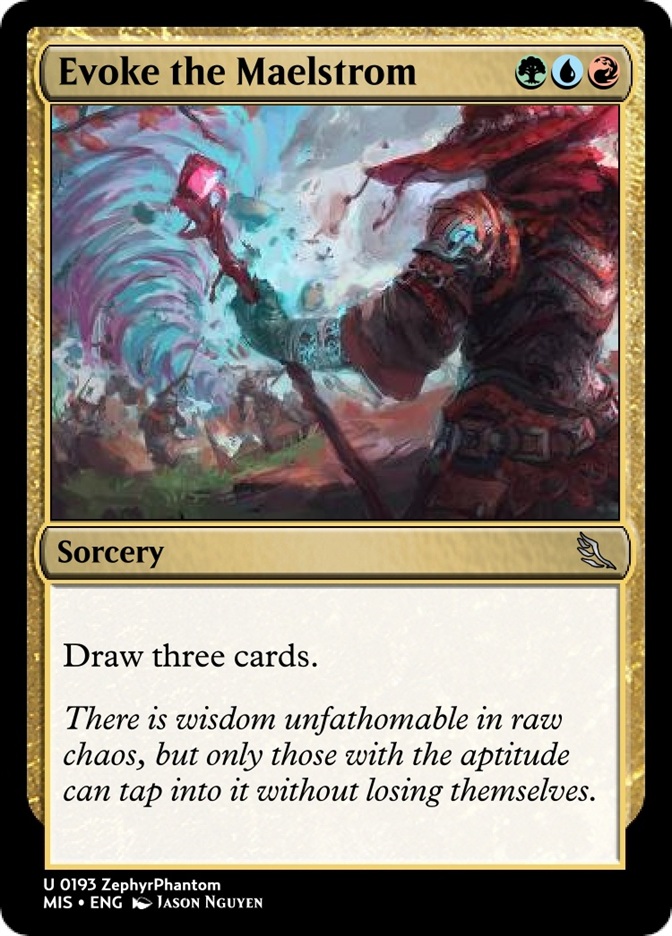 Evoke the Maelstrom
Sorcery
Draw three cards.
There is wisdom unfathomable in raw
chaos, but only those with the aptitude
can tap into it without losing themselves.
U 0193 ZephyrPhantom
MIS • ENG Jason Nguyen